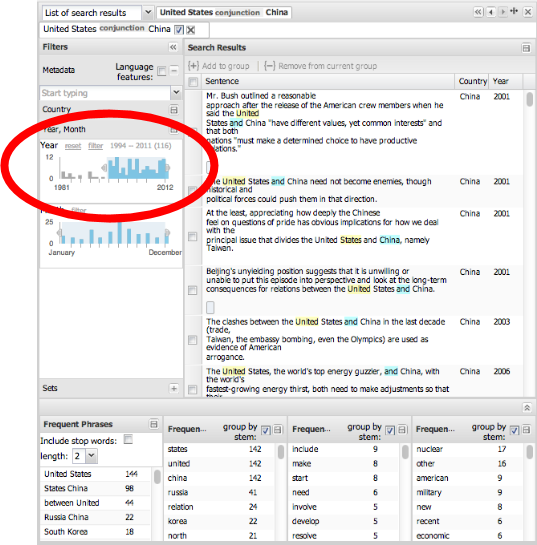 List of search results
United States conjunction China
United States conjunction China
Filters
Metadata
Language features:
Start typing
Country
Year, Month
Year reset filter 1994 – 2011 (116)
12
0
1981 2012
filter
25
0
January December
Sets
Search Results
{+} Add to group {−} Remove from current group
Sentence Country Year
Mr. Bush outlined a reasonable China 2001
approach after the release of the American crew members when he
said the United
States and China "have different values, yet common interests" and
that both
nations "must make a determined choice to have productive
relations."
The United States and China need not become enemies, though China 2001
historical and
political forces could push them in that direction.
At the least, appreciating how deeply the Chinese China 2001
feel on questions of pride has obvious implications for how we deal
with the
principal issue that divides the United States and China, namely
Taiwan.
Beijing's unyielding position suggests that it is unwilling or China 2001
unable to put this episode into perspective and look at the long-term
consequences for relations between the United States and China.
The clashes between the United States and China in the last decade China 2003
(trade,
Taiwan, the embassy bombing, even the Olympics) are used as
evidence of American
arrogance.
The United States, the world's top energy guzzler, and China, with China 2006
the world's
fastest-growing energy thirst, both need to make adjustments so that
their
Frequent Phrases
Include stop words:
length: 2
United States 144
States China 98
between United 44
Russia China 22
South Korea 18
Frequen... group by stem:
states 142
united 142
china 142
russia 41
relation 24
korea 22
north 21
Frequen... group by stem:
include 9
make 8
start 8
need 6
involve 5
develop 5
resolve 5
Frequen... group by stem:
nuclear 17
other 16
american 9
military 9
new 8
recent 6
economic 6